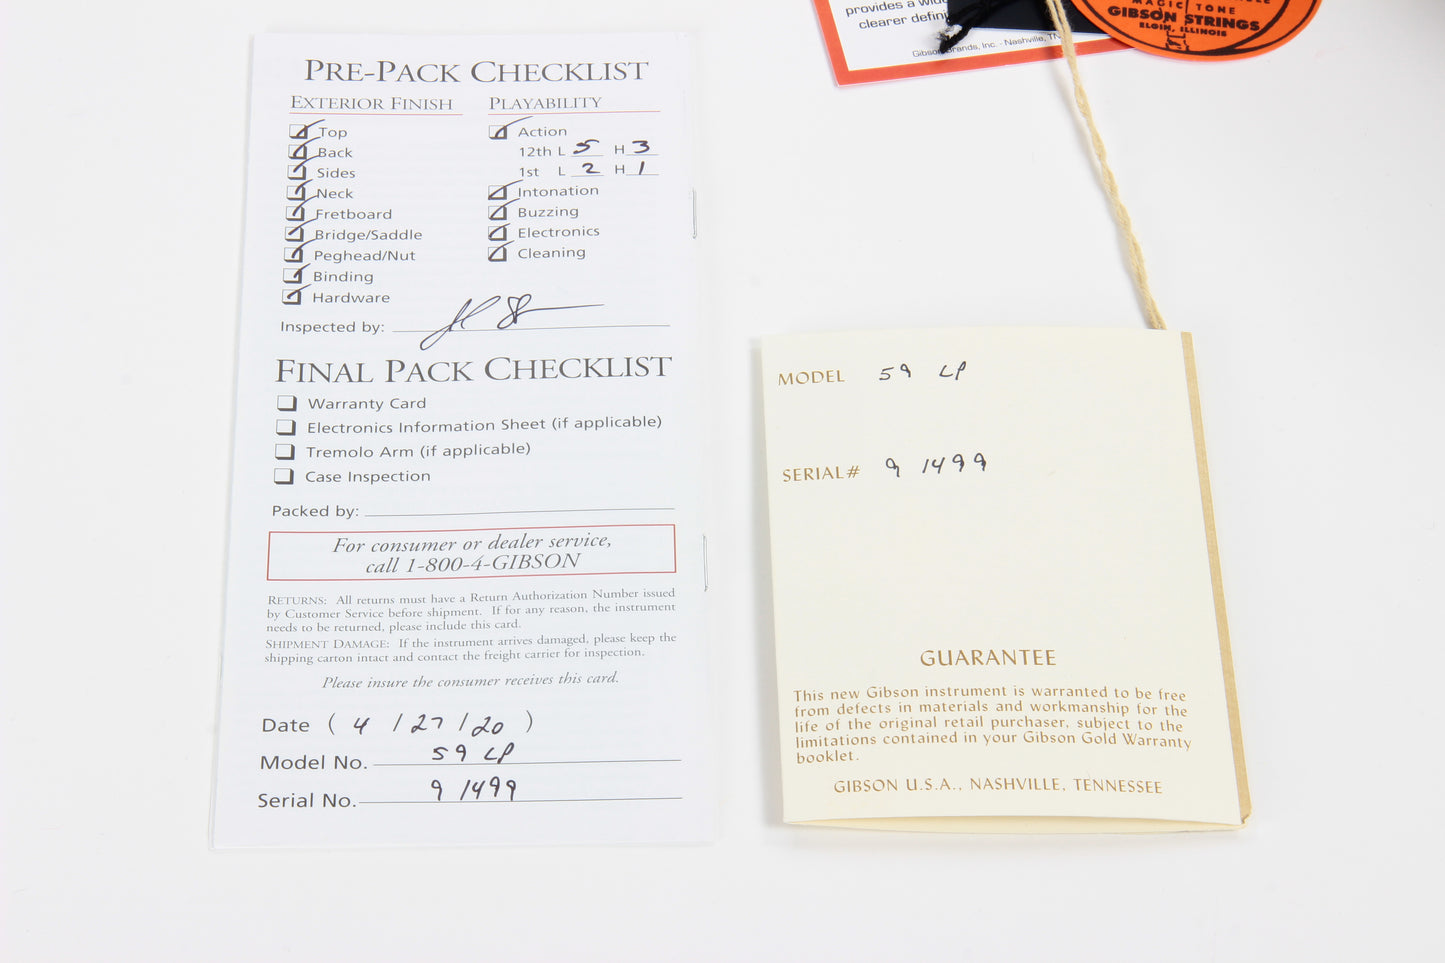 PRE-PACK CHECKLIST
EXTERIOR FINISH
Top
Back
Sides
Neck
Fretboard
Bridge/Saddle
Peghead/Nut
Binding
Hardware
PLAYABILITY
Action
12th L 5 H 3
1st L 2 H 1
Intonation
Buzzing
Electronics
Cleaning
Inspected by:
FINAL PACK CHECKLIST
Warranty Card
Electronics Information Sheet (if applicable)
Tremolo Arm (if applicable)
Case Inspection
Packed by:
For consumer or dealer service,
call 1-800-4-GIBSON
RETURNS: All returns must have a Return Authorization Number issued
by Customer Service before shipment. If for any reason, the instrument
needs to be returned, please include this card.
SHIPMENT DAMAGE: If the instrument arrives damaged, please keep the
shipping carton intact and contact the freight carrier for inspection.
Please insure the consumer receives this card.
Date ( 4 / 27 / 20 )
Model No. 59 LP
Serial No. 9 1499
provides a
clearer
Gibson Brands, Inc. · Nashville, TN
MAGIC TONE
GIBSON STRINGS
ELGIN, ILLINOIS
MODEL 59 LP
SERIAL# 9 1499
GUARANTEE
This new Gibson instrument is warranted to be free
from defects in materials and workmanship for the
life of the original retail purchaser, subject to the
limitations contained in your Gibson Gold Warranty
booklet.
GIBSON U.S.A., NASHVILLE, TENNESSEE